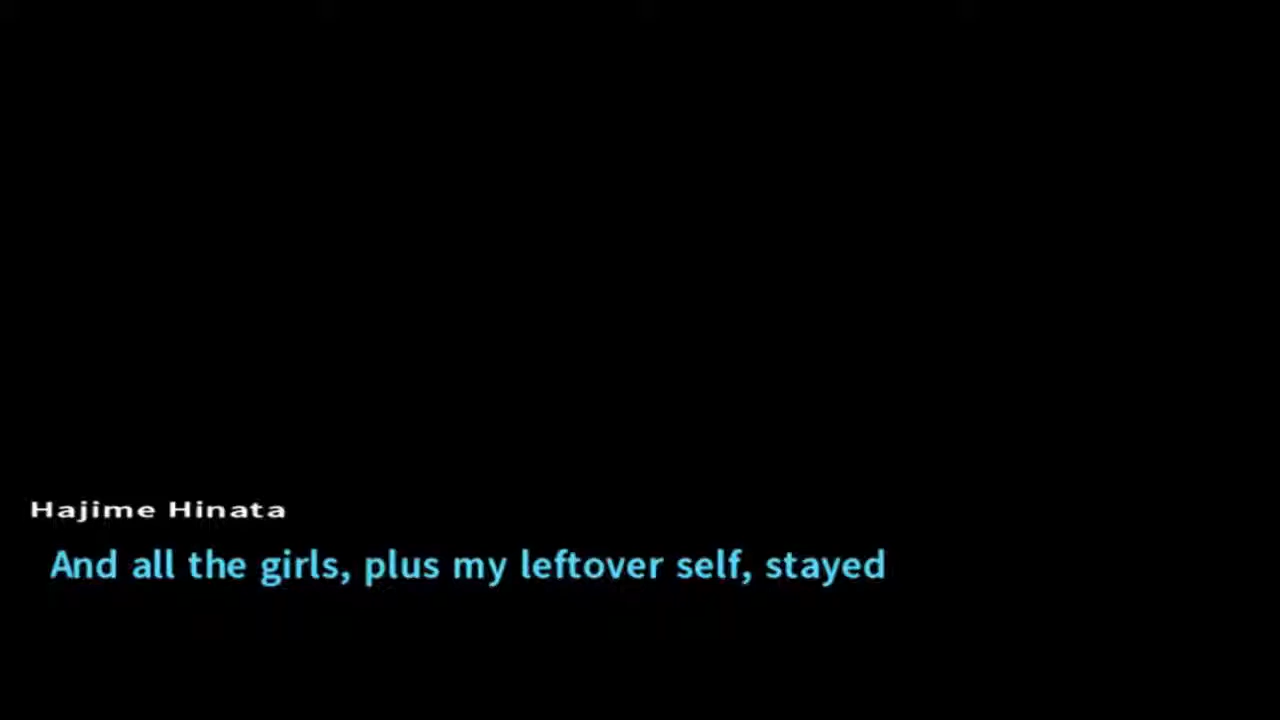 Hajime Hinata
And all the girls, plus my leftover self, stayed